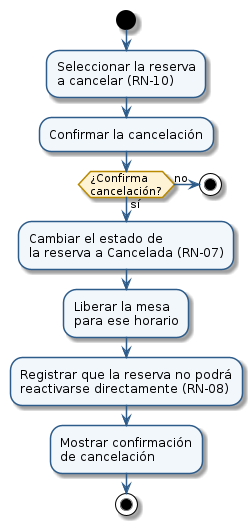 Seleccionar la reserva
a cancelar (RN-10)
Confirmar la cancelación
¿Confirma
cancelación?
no
sí
Cambiar el estado de
la reserva a Cancelada (RN-07)
Liberar la mesa
para ese horario
Registrar que la reserva no podrá
reactivarse directamente (RN-08)
Mostrar confirmación
de cancelación